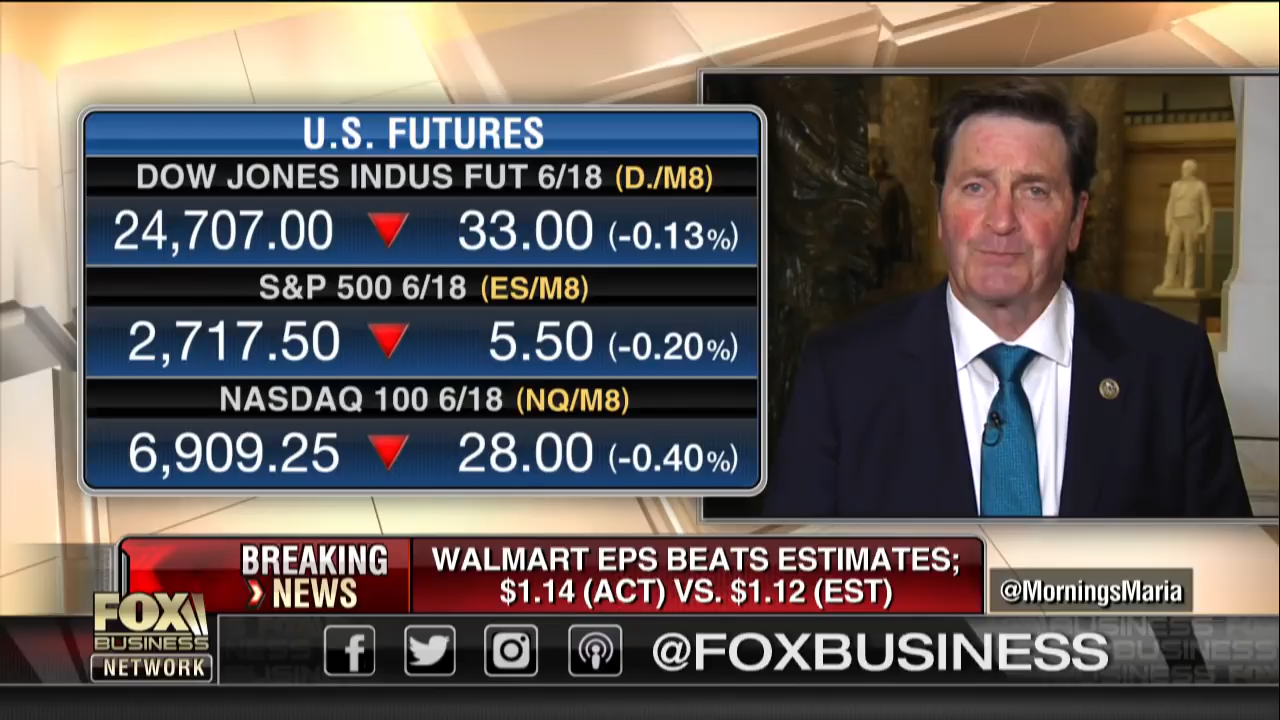 U.S. FUTURES
DOW JONES INDUS FUT 6/18 (D./M8)
24,707.00 ▼ 33.00 (-0.13%)
S&P 500 6/18 (ES/M8)
2,717.50 ▼ 5.50 (-0.20%)
NASDAQ 100 6/18 (NQ/M8)
6,909.25 ▼ 28.00 (-0.40%)
BREAKING
NEWS
WALMART EPS BEATS ESTIMATES;
$1.14 (ACT) VS. $1.12 (EST)
@MorningsMaria
FOX
BUSINESS
NETWORK
@FOXBUSINESS